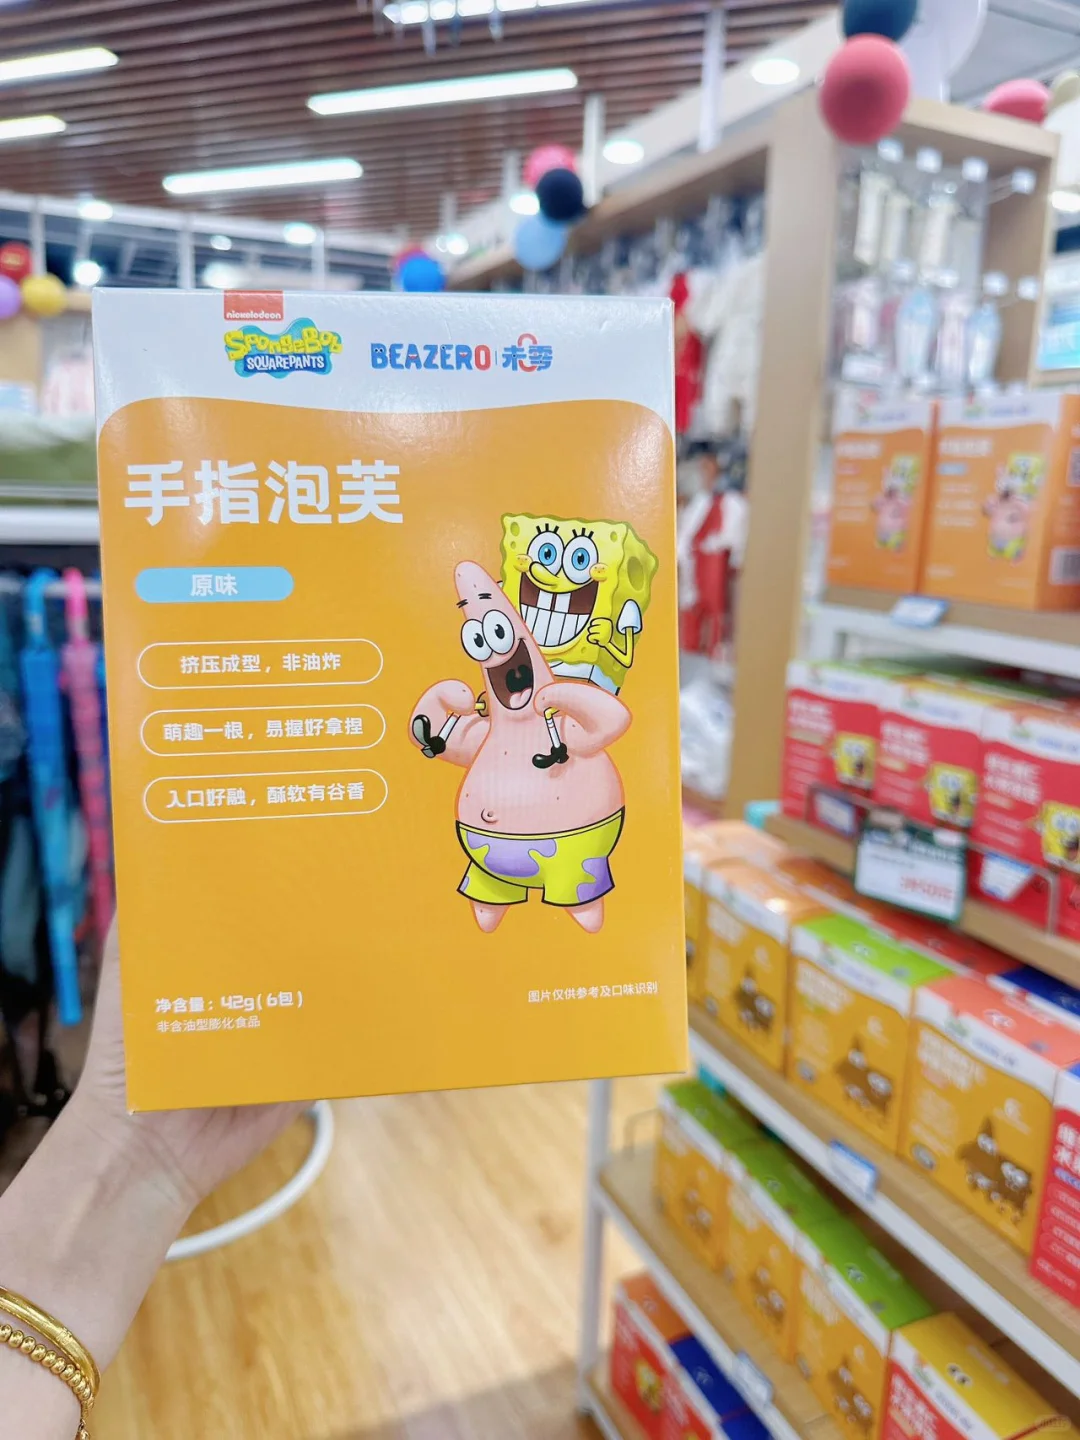 nickelodeon
SpongeBob
SQUAREPANTS
BEAZERO 未零
手指泡芙
原味
挤压成型，非油炸
萌趣一根，易握好拿捏
入口好融，酥软有谷香
净含量：42g(6包)
非含油型膨化食品
图片仅供参考及口味识别